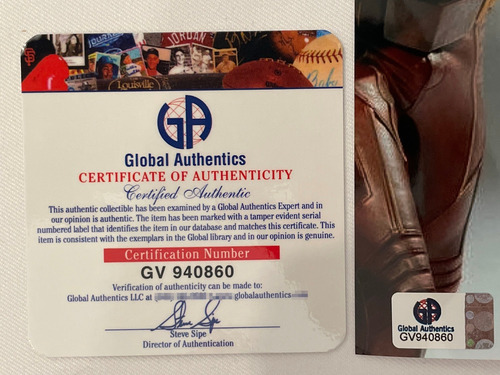 JORDAN
Louisville
GA
Global Authentics
CERTIFICATE OF AUTHENTICITY
Certified Authentic
This authentic collectible has been examined by a Global Authentics Expert and in
our opinion is authentic. The item has been marked with a tamper evident serial
numbered label that identifies the item in our database and matches this certificate. This
item is consistent with the exemplars in the Global library and in our opinion is genuine.
Certification Number
GV 940860
Verification of authenticity can be made to:
Global Authentics LLC at globalauthentics
Steve Sipe
Steve Sipe
Director of Authentication
GA
Global Authentics
GV940860